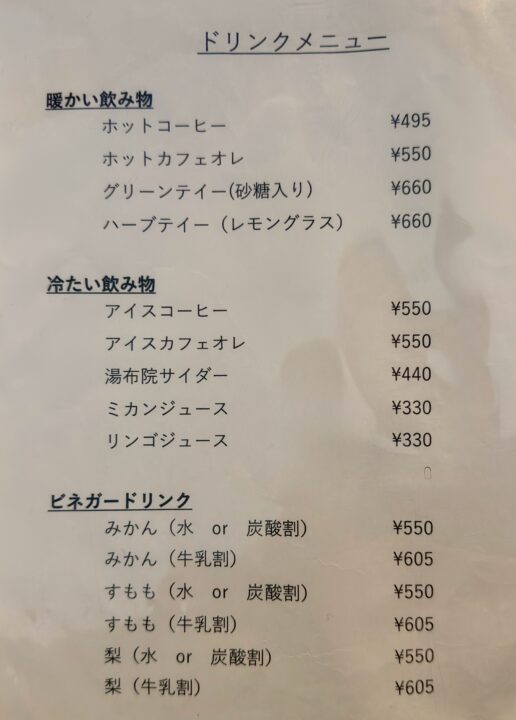 ドリンクメニュー
暖かい飲み物
ホットコーヒー ¥495
ホットカフェオレ ¥550
グリーンテイー(砂糖入り) ¥660
ハーブテイー（レモングラス） ¥660
冷たい飲み物
アイスコーヒー ¥550
アイスカフェオレ ¥550
湯布院サイダー ¥440
ミカンジュース ¥330
リンゴジュース ¥330
ビネガードリンク
みかん（水　or　炭酸割） ¥550
みかん（牛乳割） ¥605
すもも（水　or　炭酸割） ¥550
すもも（牛乳割） ¥605
梨（水　or　炭酸割） ¥550
梨（牛乳割） ¥605